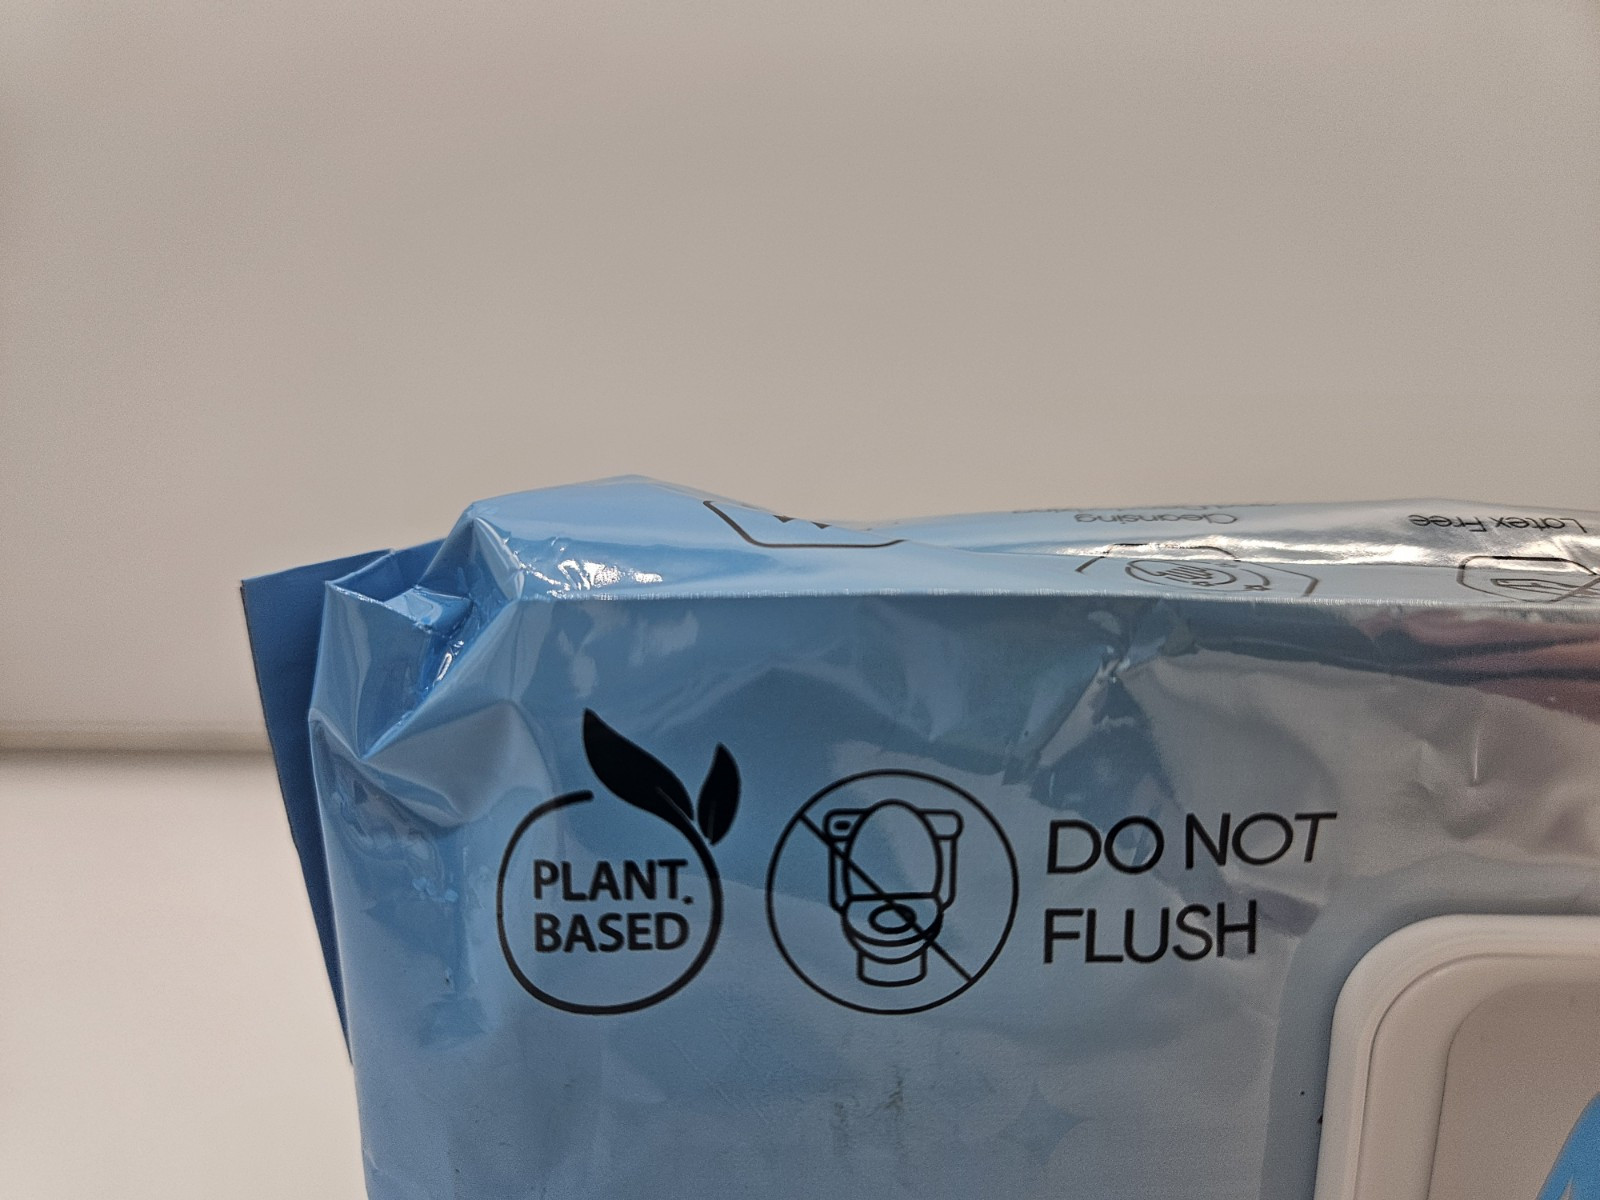 Cleansing
Latex Free
PLANT.
BASED
DO NOT
FLUSH